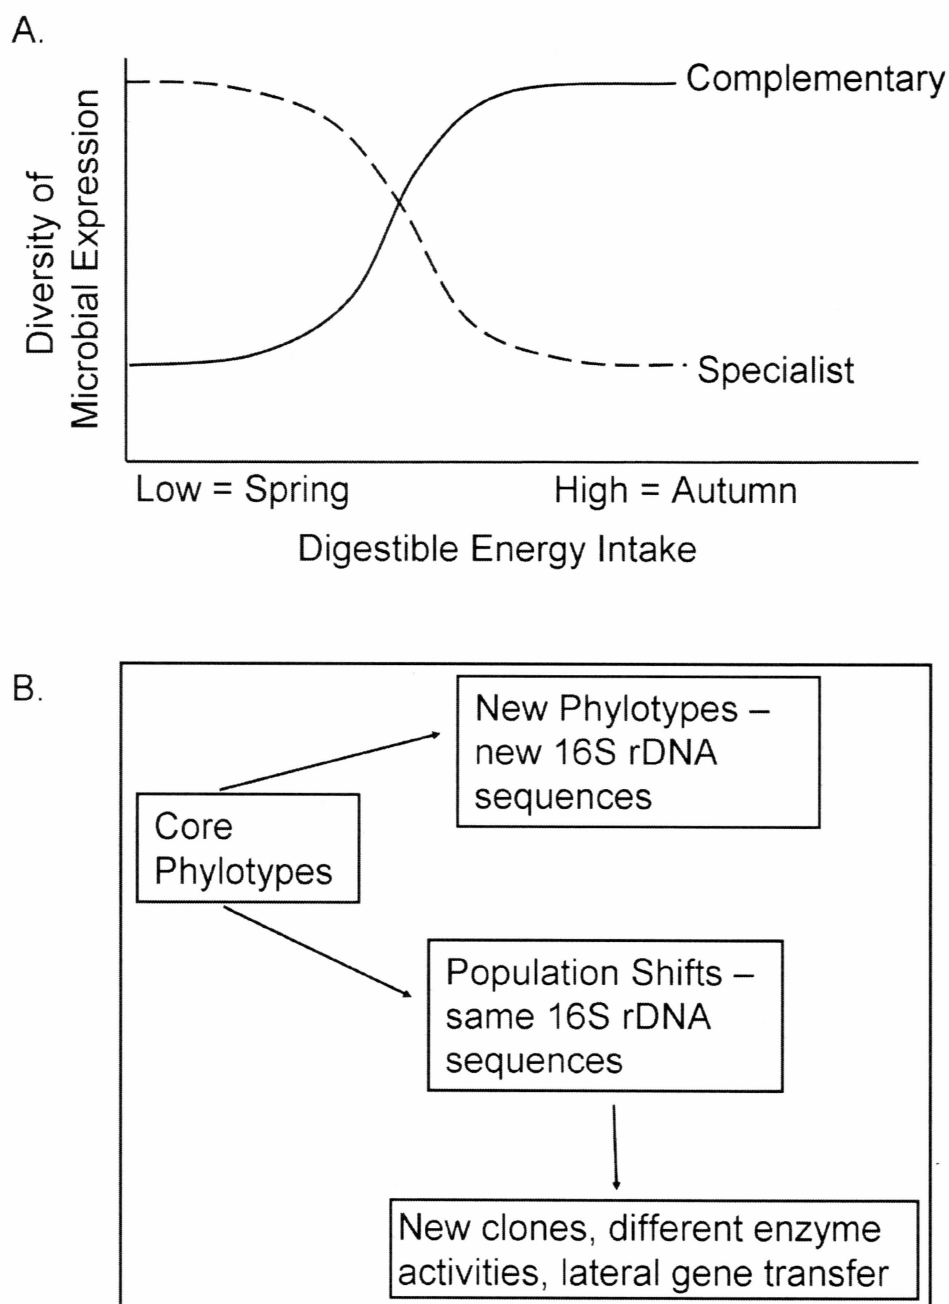 A.
Complementary
Diversity of
Microbial Expression
Specialist
Low = Spring
High = Autumn
Digestible Energy Intake
B.
New Phylotypes –
new 16S rDNA
sequences
Core
Phylotypes
Population Shifts –
same 16S rDNA
sequences
New clones, different enzyme
activities, lateral gene transfer